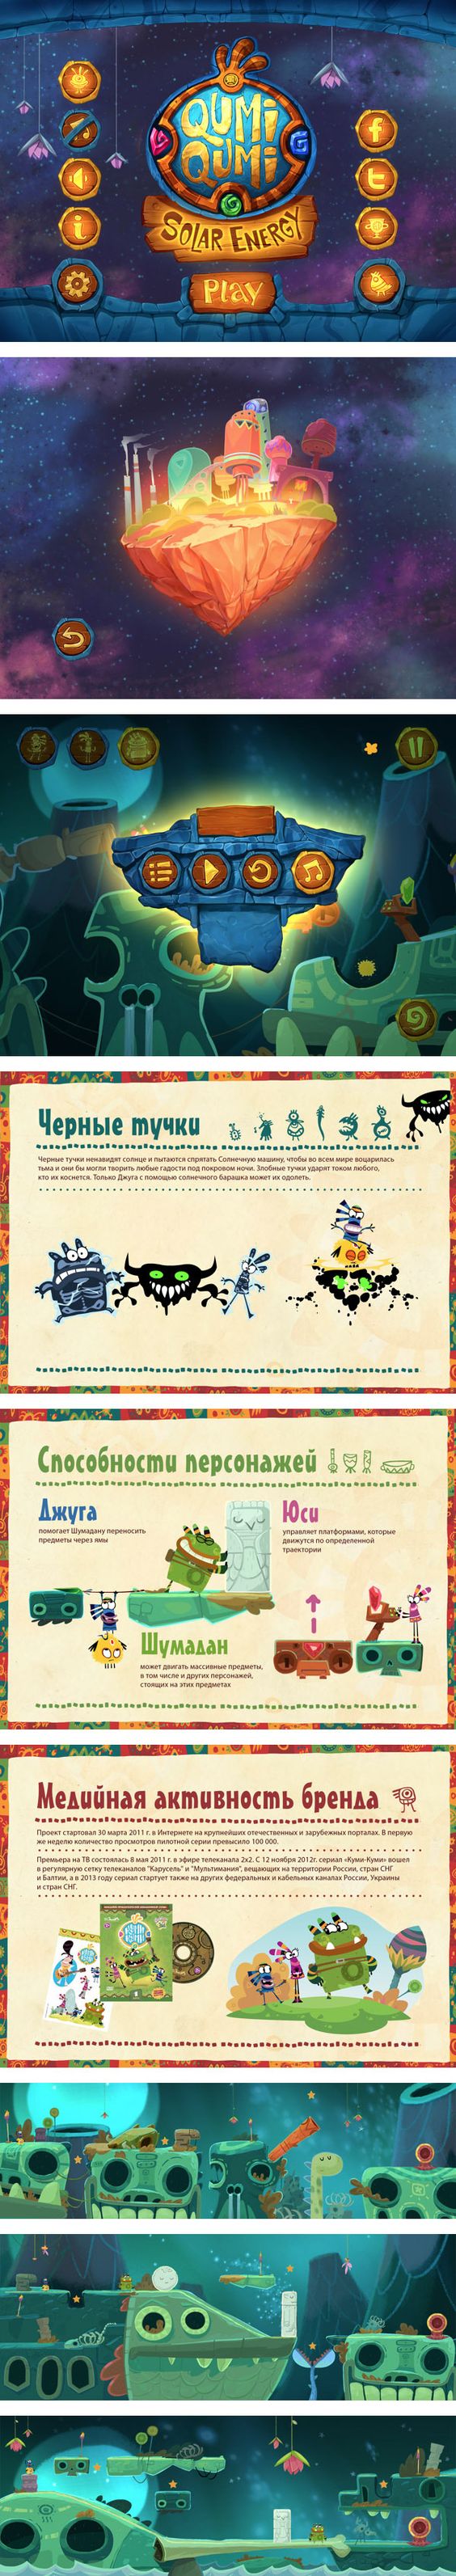 QUMI
QUMI
SOLAR ENERGY
Play
Черные тучки
Черные тучки ненавидят солнце и пытаются спрятать Солнечную машину, чтобы во всем мире воцарилась
тьма и они бы могли творить любые гадости под покровом ночи. Злобные тучки ударят током любого,
кто их коснется. Только Джуга с помощью солнечного барашка может их одолеть.
Способности персонажей
Джуга
помогает Шумадану переносить
предметы через ямы
Юси
управляет платформами, которые
движутся по определенной
траектории
Шумадан
может двигать массивные предметы,
в том числе и других персонажей,
стоящих на этих предметах
Медийная активность бренда
Проект стартовал 30 марта 2011 г. в Интернете на крупнейших отечественных и зарубежных порталах. В первую
же неделю количество просмотров пилотной серии превысило 100 000.
Премьера на ТВ состоялась 8 мая 2011 г. в эфире телеканала 2х2. С 12 ноября 2012г. сериал «Куми-Куми» вошел
в регулярную сетку телеканалов "Карусель" и "Мультимания", вещающих на территории России, стран СНГ
и Балтии, а в 2013 году сериал стартует также на других федеральных и кабельных каналах России, Украины
и стран СНГ.